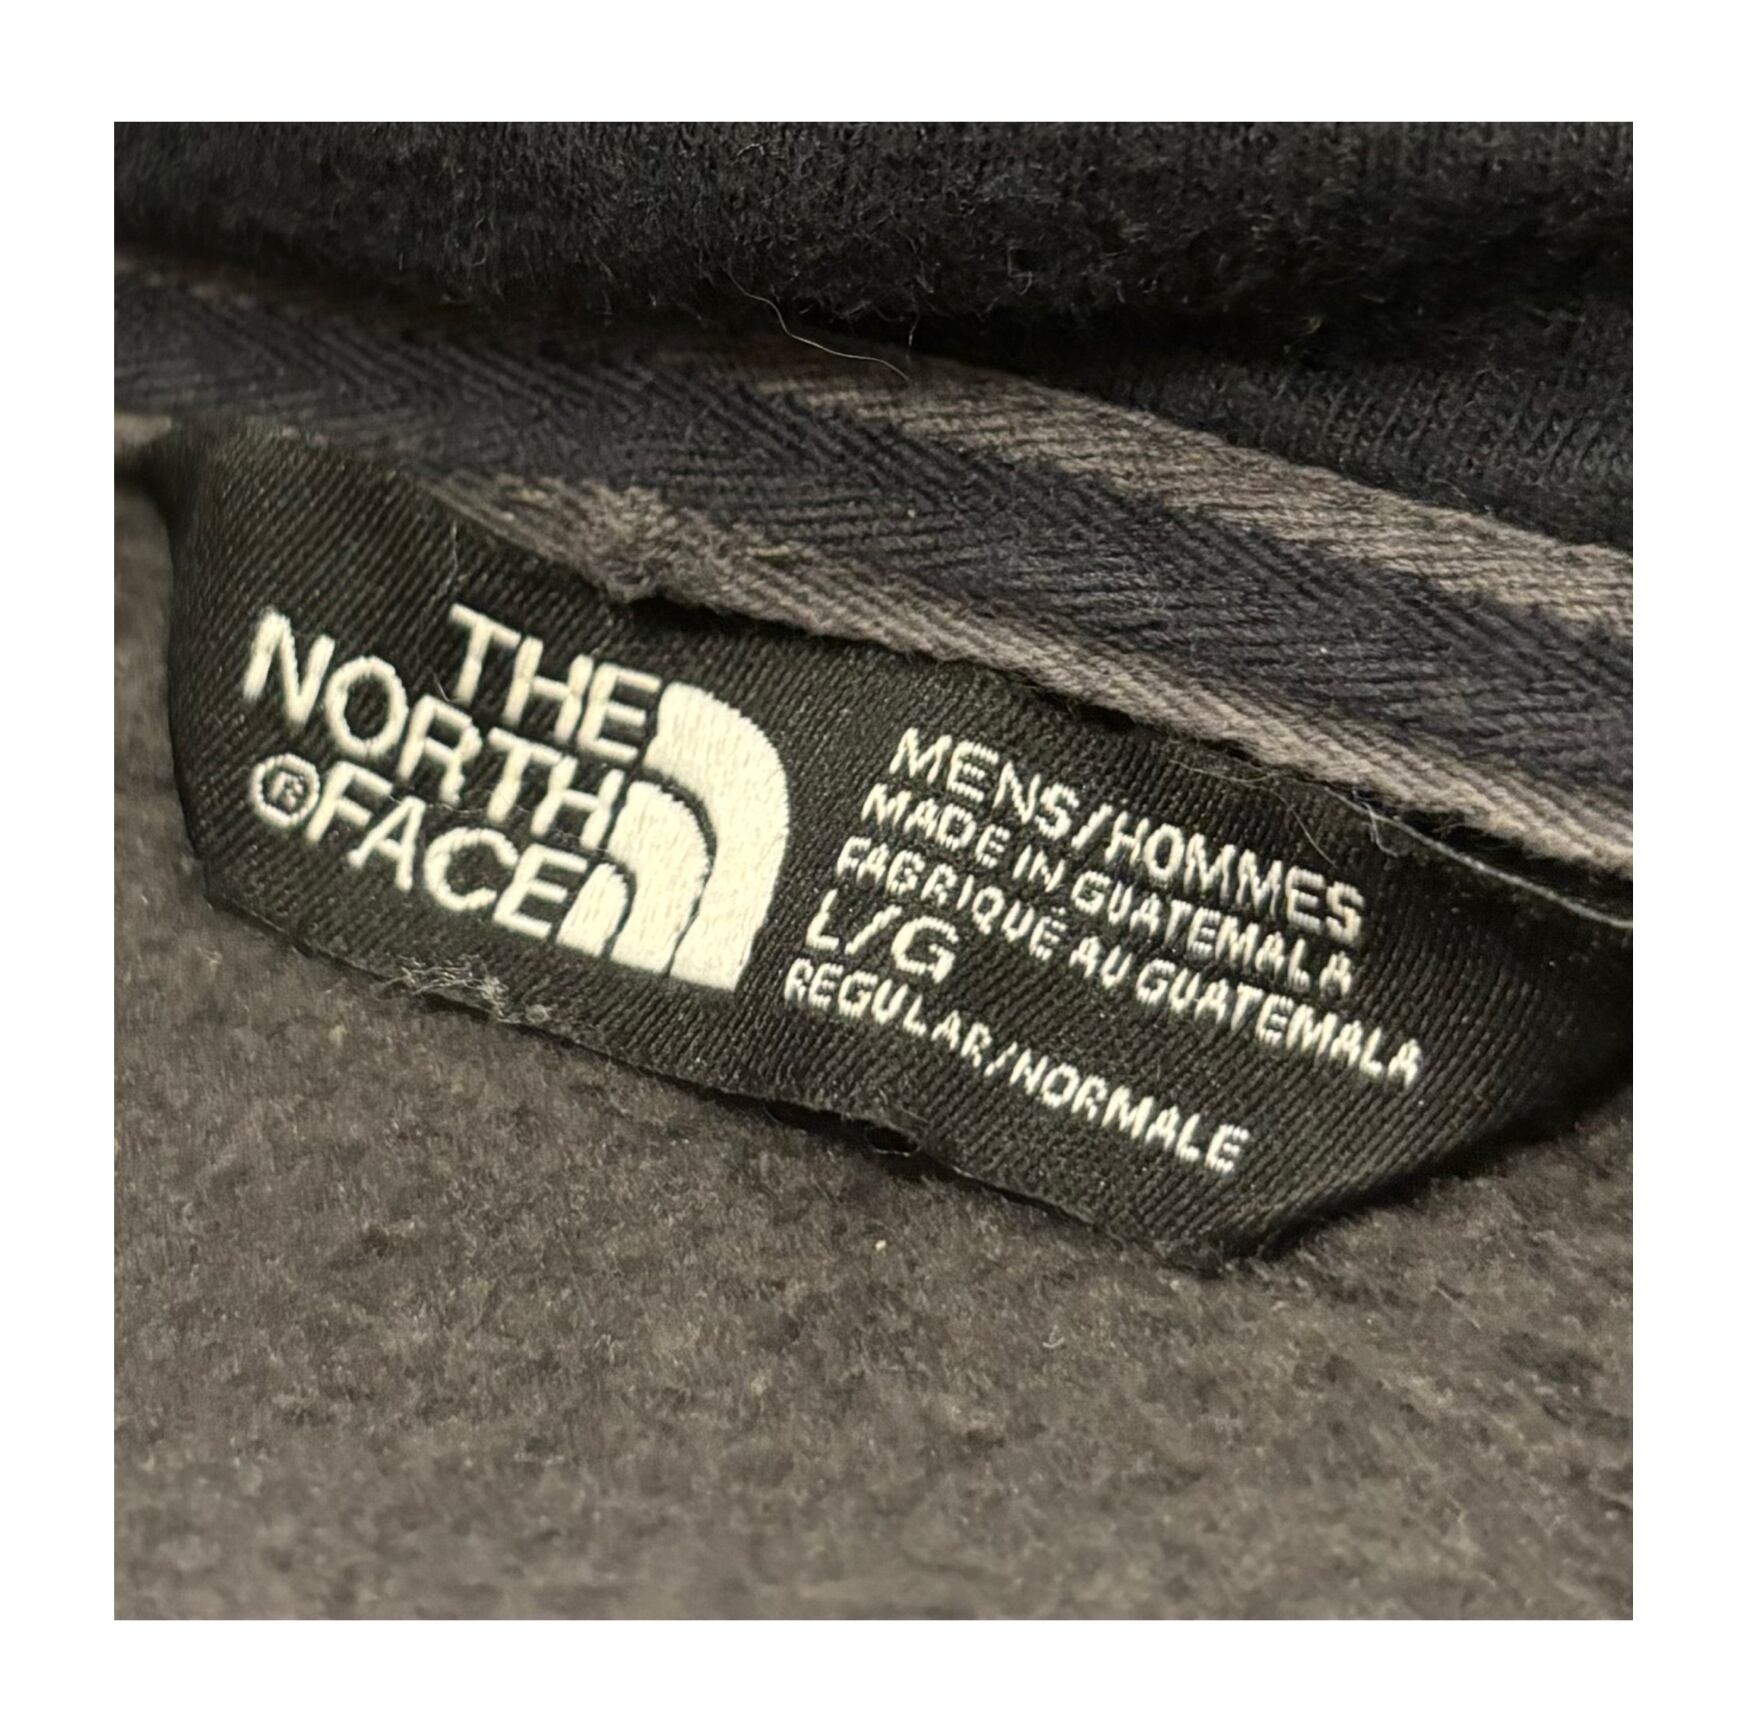 THE
NORTH
®FACE
MENS/HOMMES
MADE IN GUATEMALA
FABRIQUÉ AU GUATEMALA
L/G
REGULAR/NORMALE